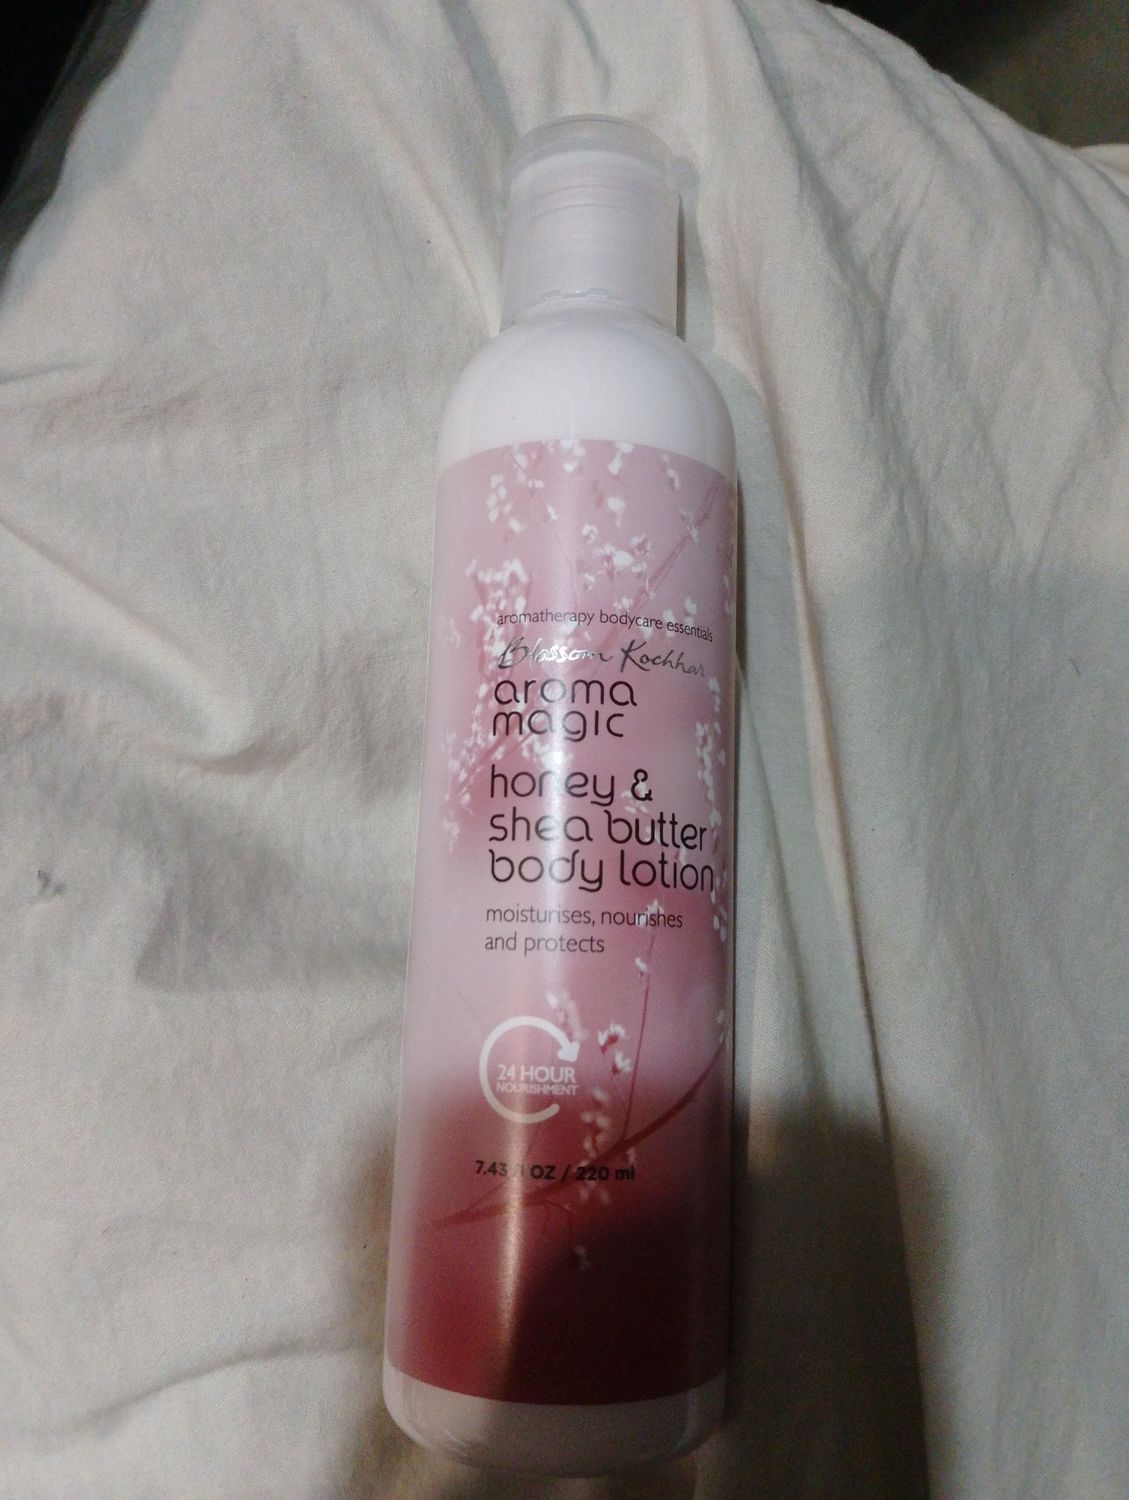 aromatherapy bodycare essentials
Blossom Kochhar
aroma
magic
honey &
shea butter
body lotion
moisturises, nourishes
and protects
24 HOUR
NOURISHMENT
7.43 fl OZ / 220 ml